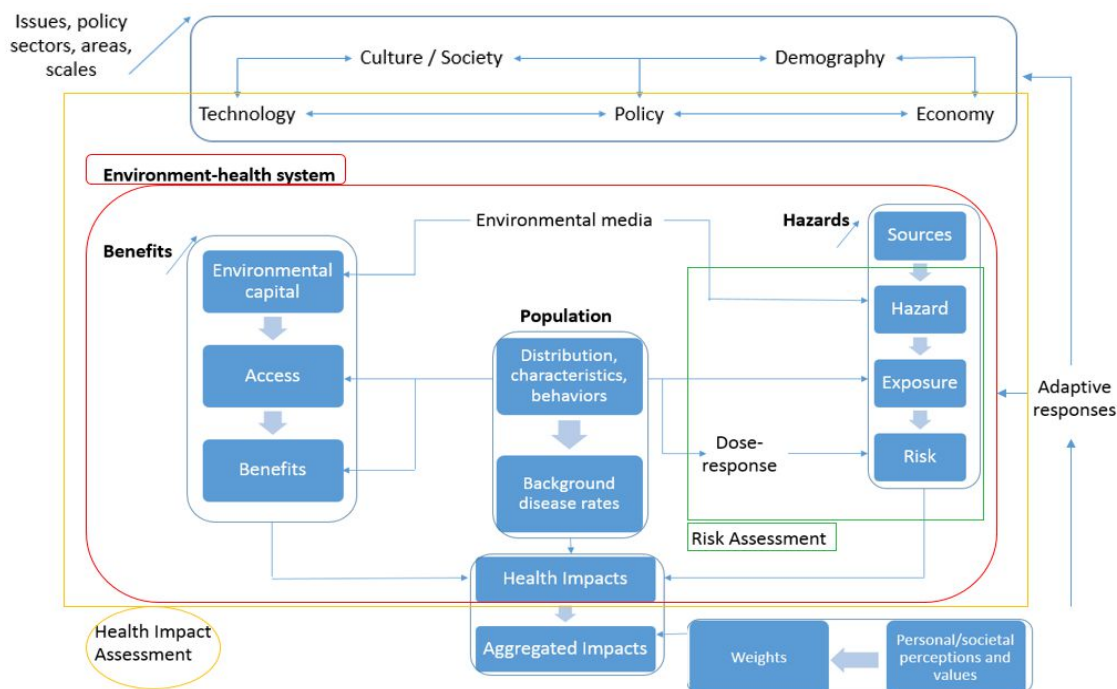 Issues, policy
sectors, areas,
scales
Culture / Society
Demography
Technology
Policy
Economy
Environment-health system
Environmental media
Hazards
Sources
Benefits
Environmental
capital
Hazard
Population
Distribution,
characteristics,
behaviors
Access
Exposure
Adaptive
responses
Dose-
response
Risk
Benefits
Background
disease rates
Risk Assessment
Health Impacts
Health Impact
Assessment
Aggregated Impacts
Weights
Personal/societal
perceptions and
values